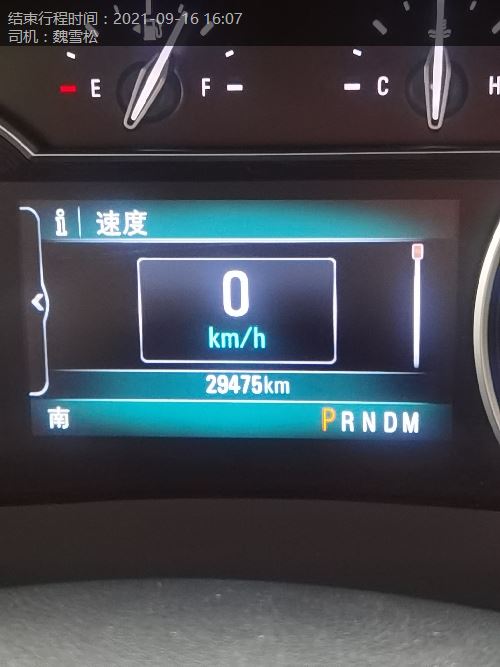 结束行程时间：2021-09-16 16:07
司机：魏雪松
E F C H
i 速度
0
km/h
29475km
南 PRNDM